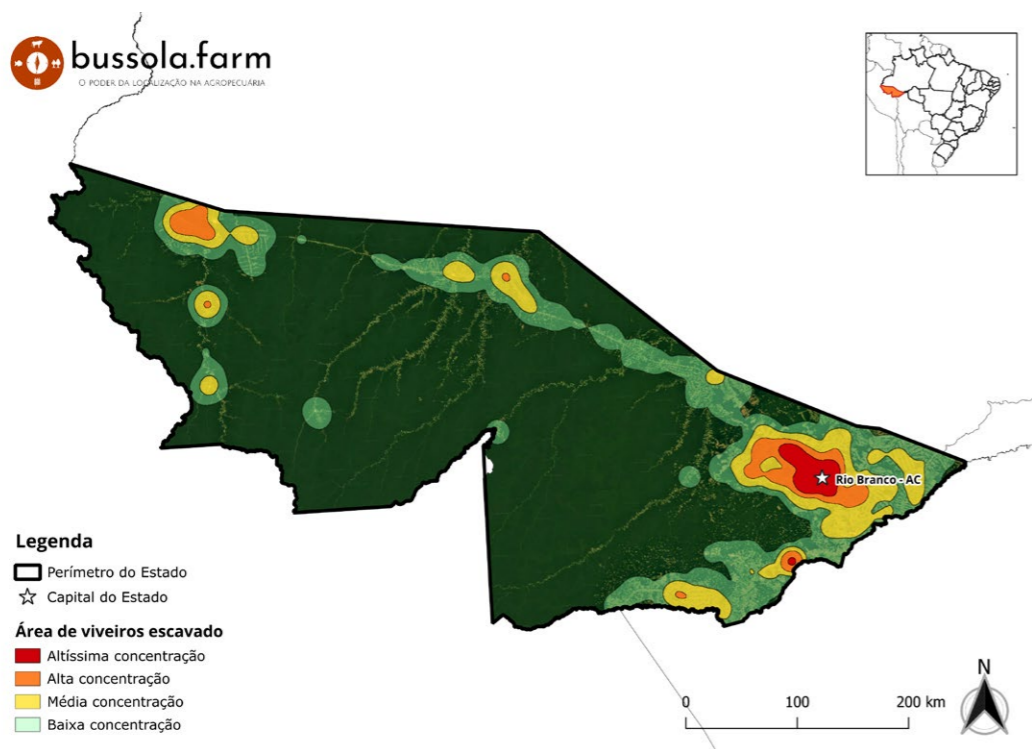 bussola.farm
O PODER DA LOCALIZAÇÃO NA AGROPECUÁRIA
Rio Branco - AC
Legenda
Perímetro do Estado
Capital do Estado
Área de viveiros escavado
Altíssima concentração
Alta concentração
Média concentração
Baixa concentração
N
0 100 200 km